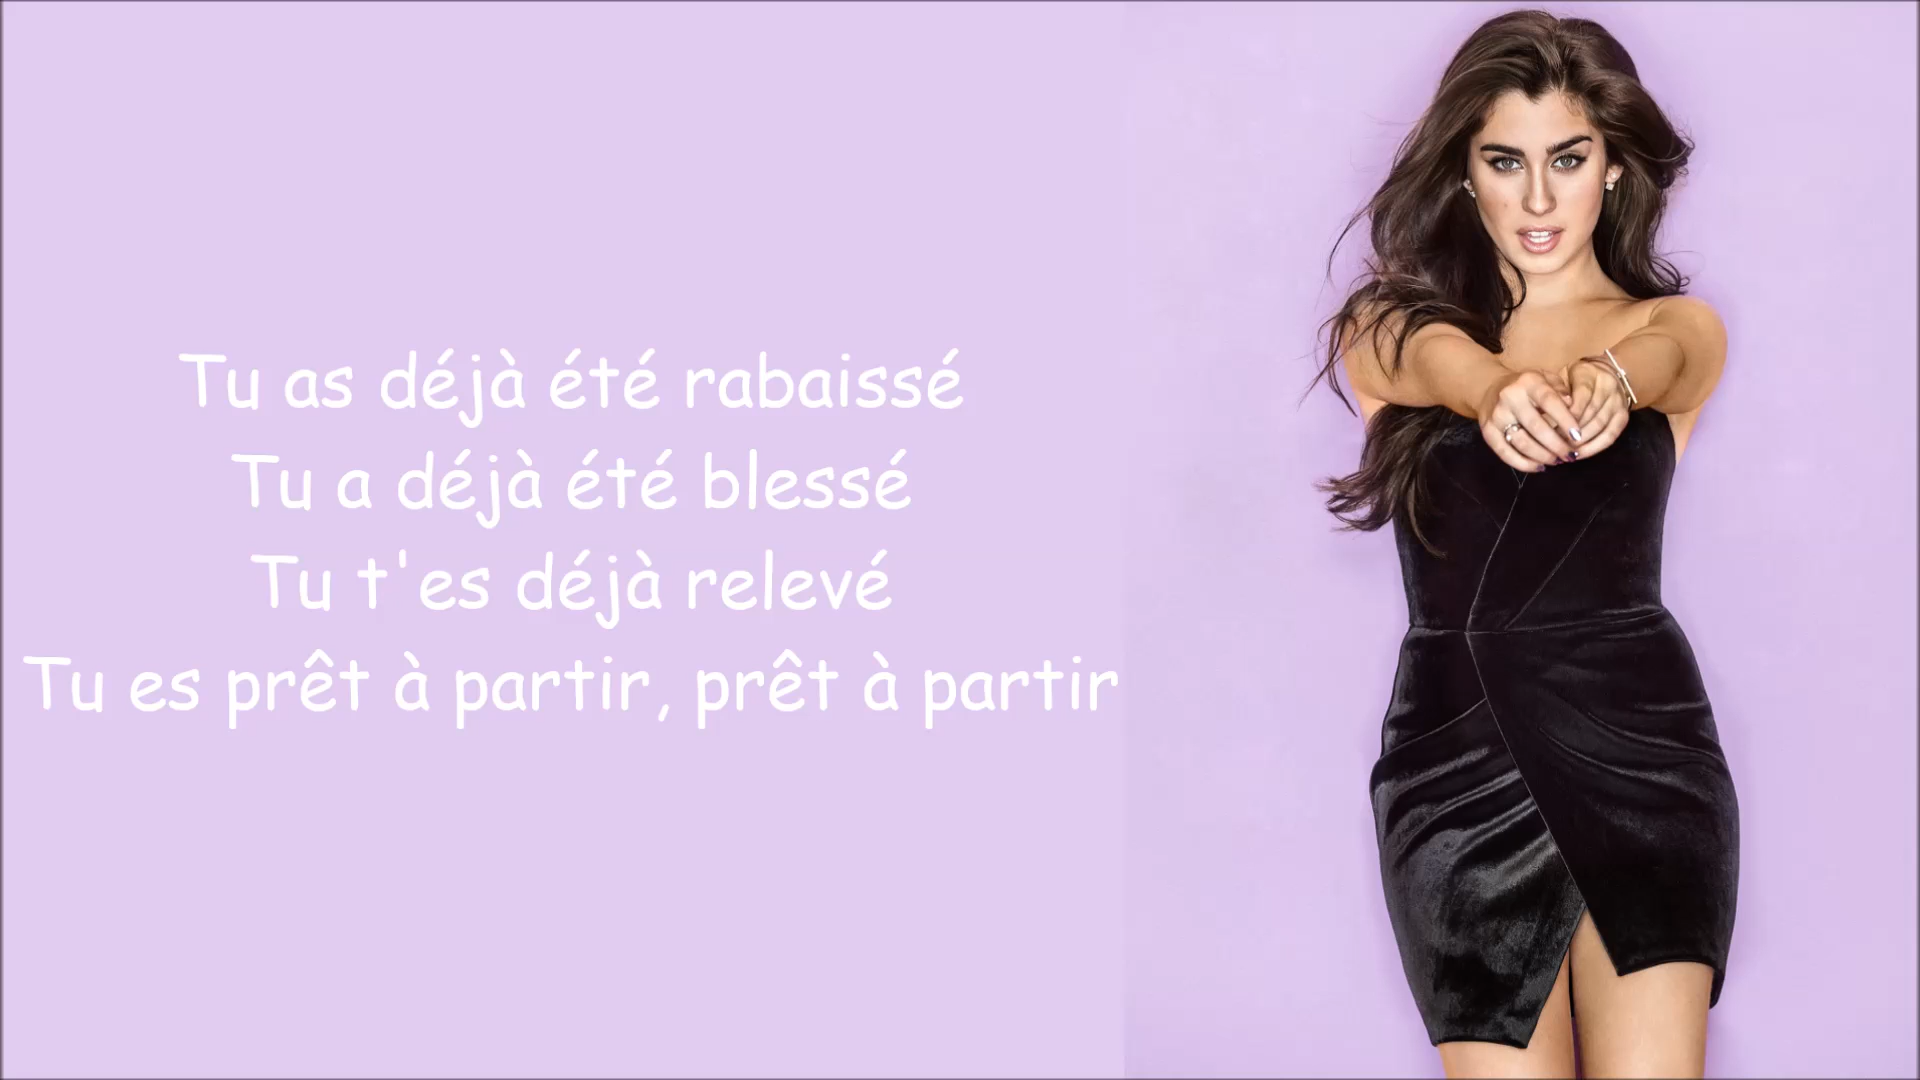 Tu as déjà été rabaissé
Tu a déjà été blessé
Tu t'es déjà relevé
Tu es prêt à partir, prêt à partir